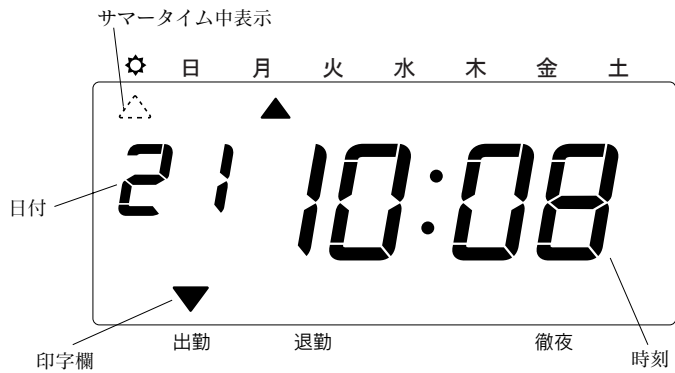 サマータイム中表示
日 月 火 水 木 金 土
21 10:08
日付
出勤 退勤 徹夜
印字欄 時刻